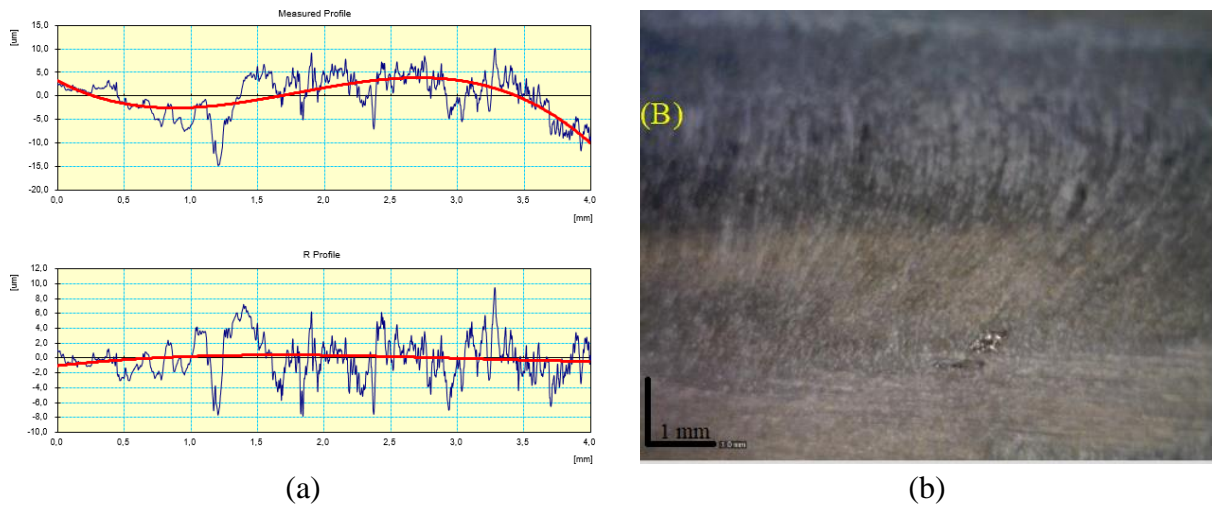 Measured Profile
[um]
15,0
10,0
5,0
0,0
-5,0
-10,0
-15,0
-20,0
0,0 0,5 1,0 1,5 2,0 2,5 3,0 3,5 4,0
[mm]
R Profile
[um]
12,0
10,0
8,0
6,0
4,0
2,0
0,0
-2,0
-4,0
-6,0
-8,0
-10,0
0,0 0,5 1,0 1,5 2,0 2,5 3,0 3,5 4,0
[mm]
(a)
(B)
1 mm
1.0 mm
(b)